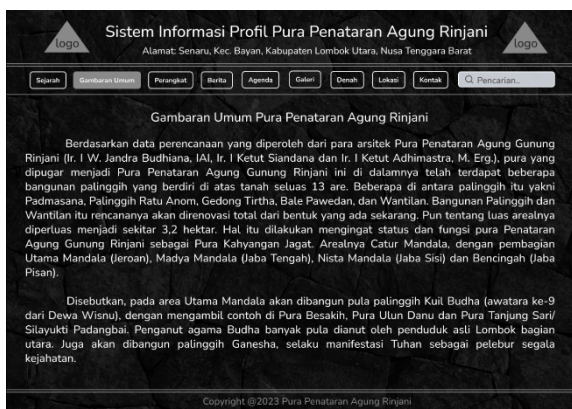 logo
Sistem Informasi Profil Pura Penataran Agung Rinjani
Alamat: Senaru, Kec. Bayan, Kabupaten Lombok Utara, Nusa Tenggara Barat
logo
Sejarah Gambaran Umum Perangkat Berita Agenda Galeri Denah Lokasi Kontak Pencarian..
Gambaran Umum Pura Penataran Agung Rinjani
Berdasarkan data perencanaan yang diperoleh dari para arsitek Pura Penataran Agung Gunung
Rinjani (Ir. I W. Jandra Budhiana, IAI, Ir. I Ketut Siandana dan Ir. I Ketut Adhimastra, M. Erg.), pura yang
dipugar menjadi Pura Penataran Agung Gunung Rinjani ini di dalamnya telah terdapat beberapa
bangunan palinggih yang berdiri di atas tanah seluas 13 are. Beberapa di antara palinggih itu yakni
Padmasana, Palinggih Ratu Anom, Gedong Tirtha, Bale Pawedan, dan Wantilan. Bangunan Palinggih dan
Wantilan itu rencananya akan direnovasi total dari bentuk yang ada sekarang. Pun tentang luas arealnya
diperluas menjadi sekitar 3,2 hektar. Hal itu dilakukan mengingat status dan fungsi pura Penataran
Agung Gunung Rinjani sebagai Pura Kahyangan Jagat. Arealnya Catur Mandala, dengan pembagian
Utama Mandala (Jeroan), Madya Mandala (Jaba Tengah), Nista Mandala (Jaba Sisi) dan Bencingah (Jaba
Pisan).
Disebutkan, pada area Utama Mandala akan dibangun pula palinggih Kuil Budha (awatara ke-9
dari Dewa Wisnu), dengan mengambil contoh di Pura Besakih, Pura Ulun Danu dan Pura Tanjung Sari/
Silayukti Padangbai. Penganut agama Budha banyak pula dianut oleh penduduk asli Lombok bagian
utara. Juga akan dibangun palinggih Ganesha, selaku manifestasi Tuhan sebagai pelebur segala
kejahatan.
Copyright @2023 Pura Penataran Agung Rinjani